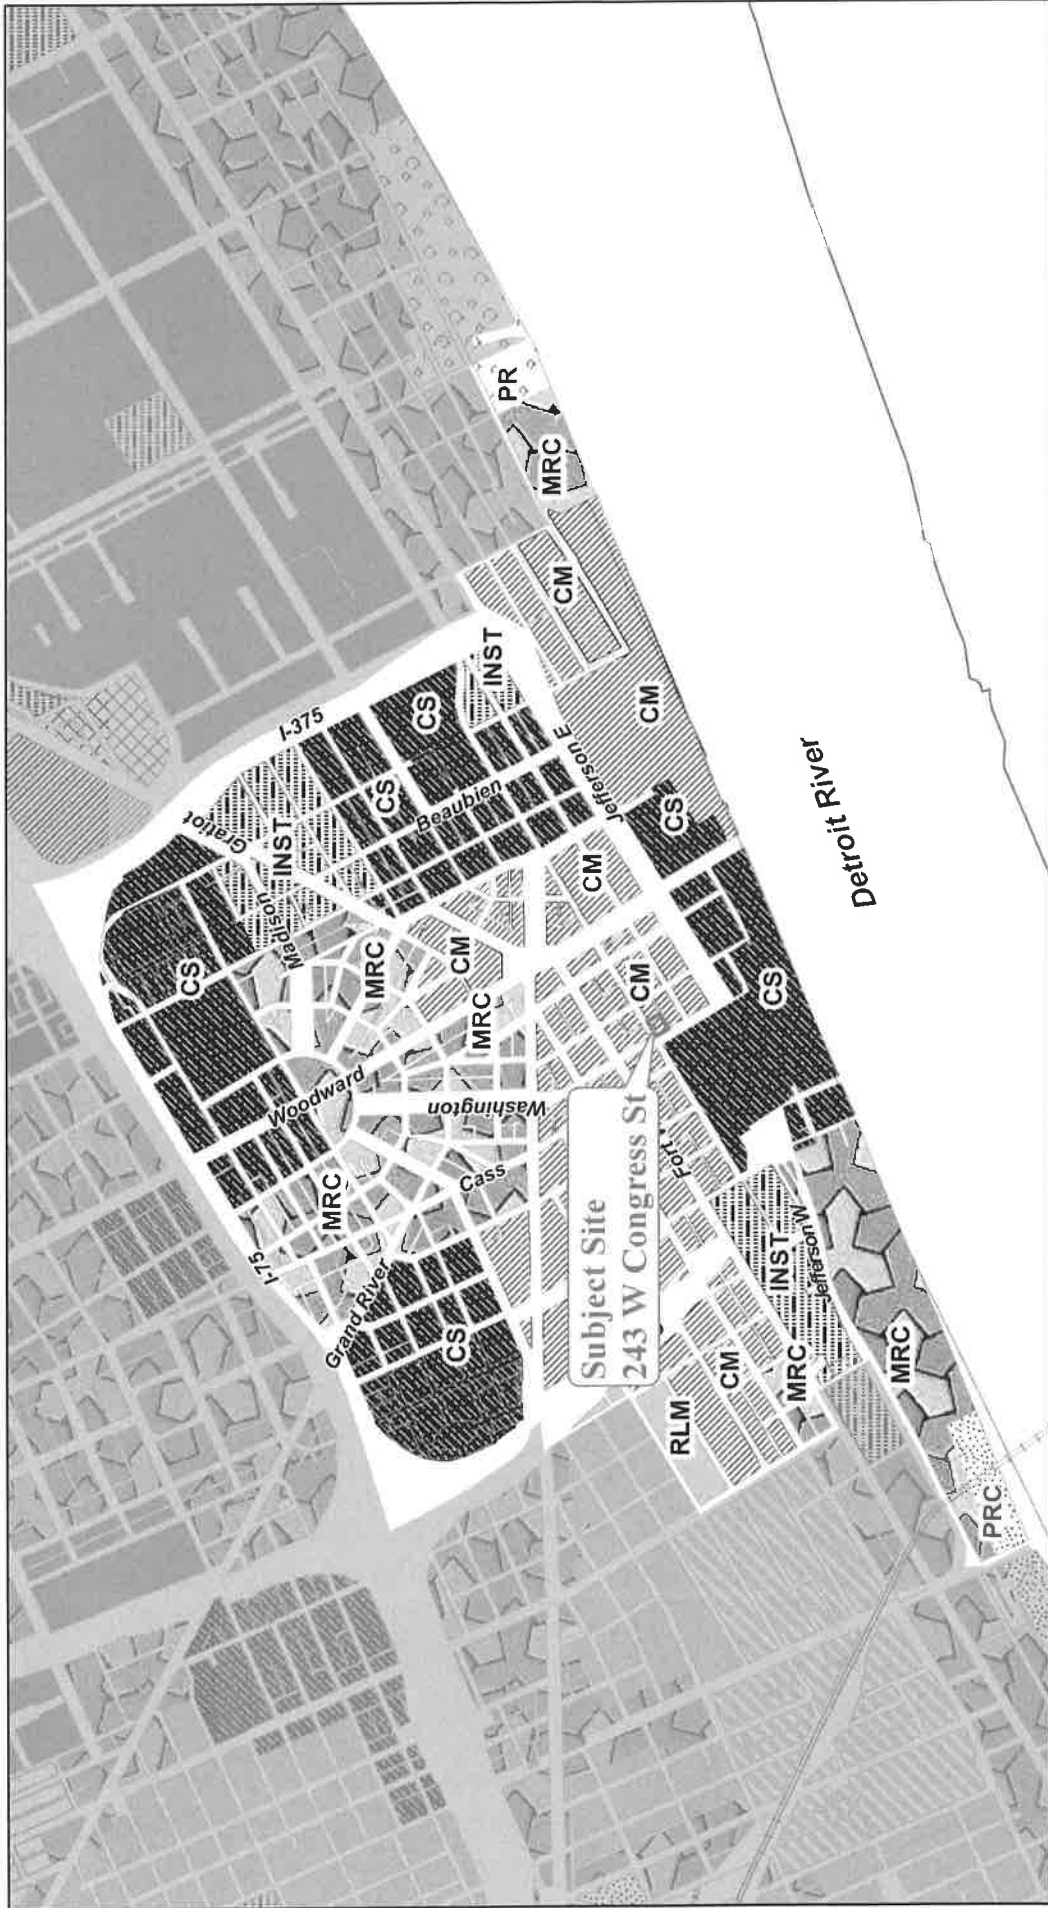 CS
Gratiot
I-75
Madison
INST
I-375
Woodward
MRC
Grand River
MRC
CS
CS
CS
Cass
MRC
CM
Beaubien
Washington
INST
PR
Jefferson E
MRC
CM
CM
Subject Site
243 W Congress St
CM
CM
Fort
CS
RLM
CM
CS
INST
MRC
Jefferson W
Detroit River
MRC
PRC